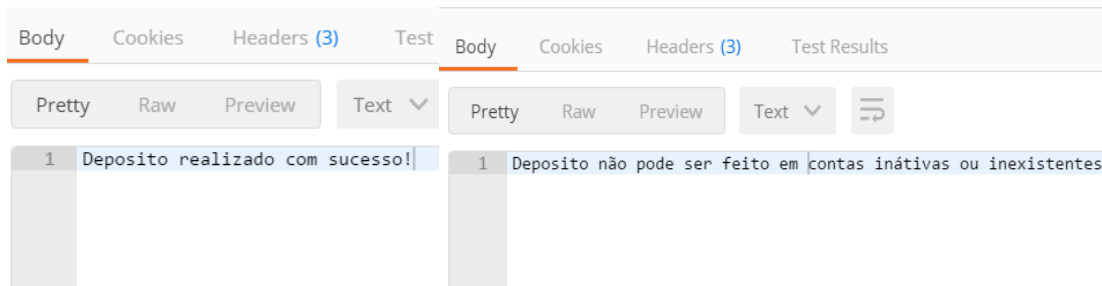 Body Cookies Headers (3) Test
Pretty Raw Preview Text
1 Deposito realizado com sucesso!
Body Cookies Headers (3) Test Results
Pretty Raw Preview Text
1 Deposito não pode ser feito em contas inátivas ou inexistentes